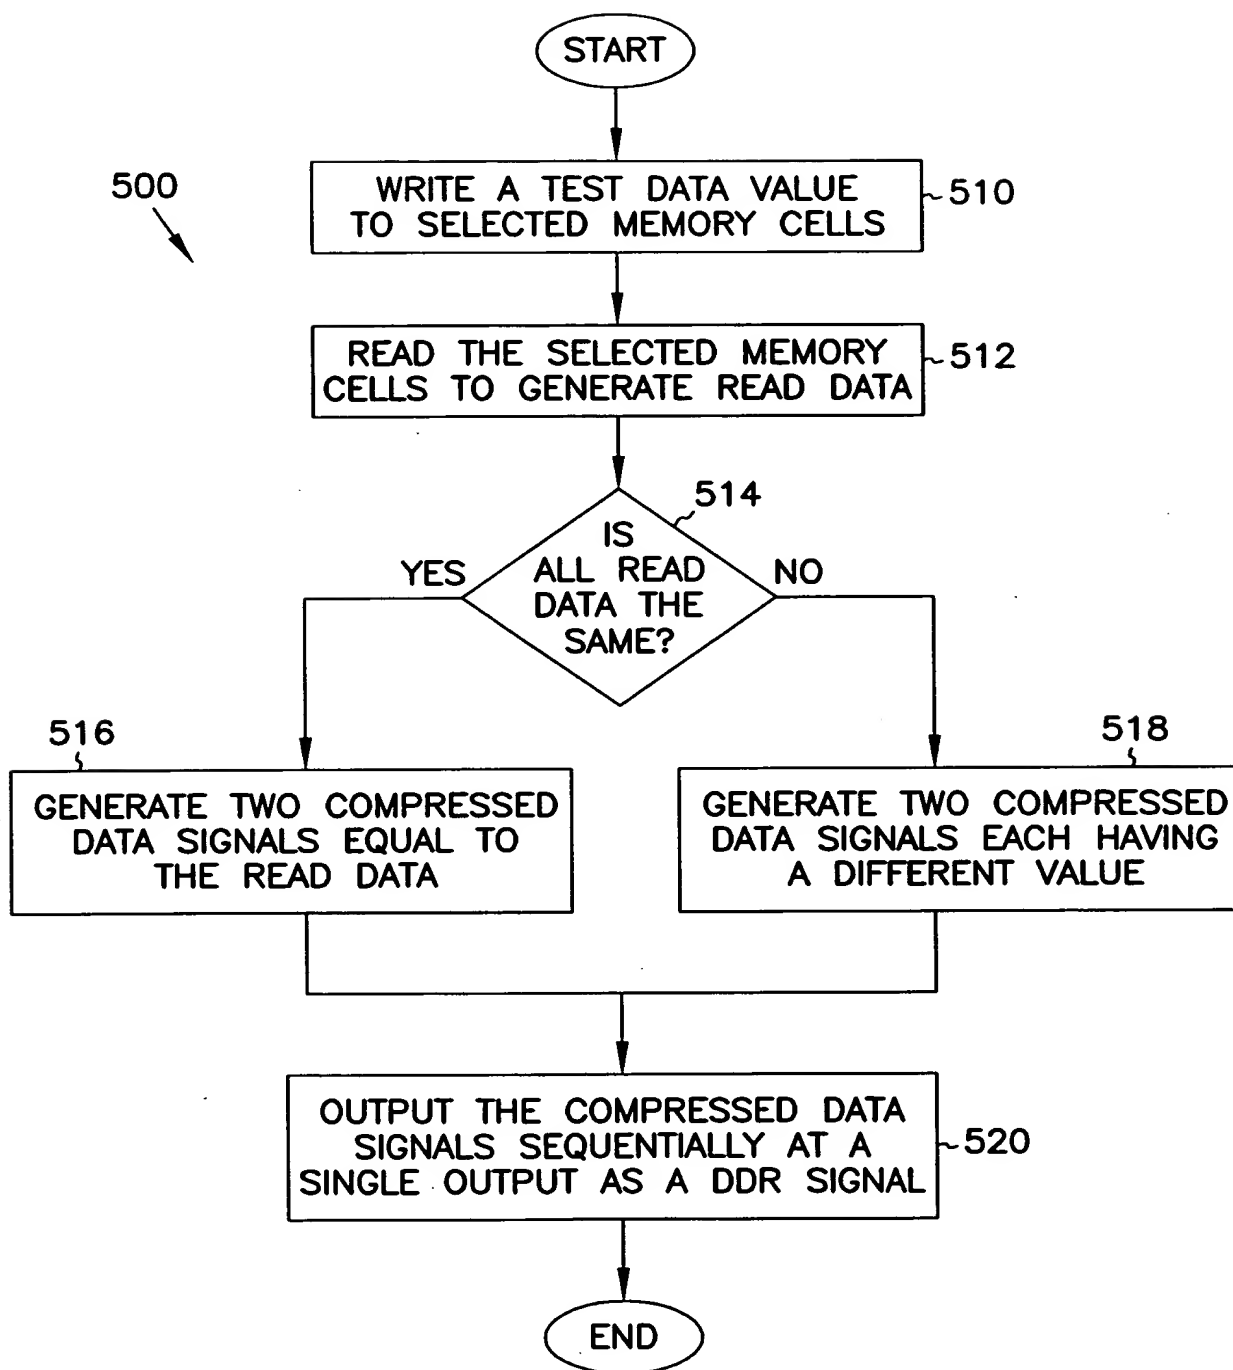 START
500
WRITE A TEST DATA VALUE
TO SELECTED MEMORY CELLS
510
READ THE SELECTED MEMORY
CELLS TO GENERATE READ DATA
512
514
IS
ALL READ
DATA THE
SAME?
YES
NO
516
GENERATE TWO COMPRESSED
DATA SIGNALS EQUAL TO
THE READ DATA
518
GENERATE TWO COMPRESSED
DATA SIGNALS EACH HAVING
A DIFFERENT VALUE
OUTPUT THE COMPRESSED DATA
SIGNALS SEQUENTIALLY AT A
SINGLE OUTPUT AS A DDR SIGNAL
520
END